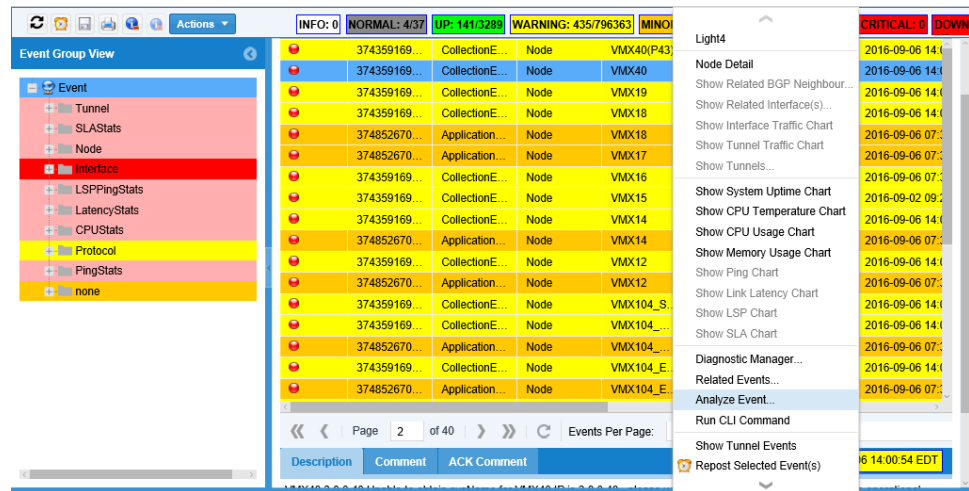 Actions
INFO: 0 NORMAL: 4/37 UP: 141/3289 WARNING: 435/796363 CRITICAL: 0
Event Group View
Event
Tunnel
SLAStats
Node
Interface
LSPPingStats
LatencyStats
CPUStats
Protocol
PingStats
none
374359169... CollectionE... Node VMX40(P43) 2016-09-06 14:0
374359169... CollectionE... Node VMX40 2016-09-06 14:0
374359169... CollectionE... Node VMX19 2016-09-06 14:0
374359169... CollectionE... Node VMX18 2016-09-06 14:0
374852670... Application... Node VMX18 2016-09-06 07:3
374852670... Application... Node VMX17 2016-09-06 07:3
374359169... CollectionE... Node VMX16 2016-09-06 07:3
374359169... CollectionE... Node VMX15 2016-09-02 09:2
374359169... CollectionE... Node VMX14 2016-09-06 14:0
374852670... Application... Node VMX14 2016-09-06 07:3
374359169... CollectionE... Node VMX12 2016-09-06 14:0
374852670... Application... Node VMX12 2016-09-06 07:3
374359169... CollectionE... Node VMX104_S... 2016-09-06 14:0
374359169... CollectionE... Node VMX104_... 2016-09-06 14:0
374852670... Application... Node VMX104_... 2016-09-06 07:3
374359169... CollectionE... Node VMX104_E... 2016-09-06 14:0
374852670... Application... Node VMX104_E... 2016-09-06 07:3
Page 2 of 40 Events Per Page:
Description Comment ACK Comment
06 14:00:54 EDT
Light4
Node Detail
Show Related BGP Neighbour...
Show Related Interface(s)...
Show Interface Traffic Chart
Show Tunnel Traffic Chart
Show Tunnels...
Show System Uptime Chart
Show CPU Temperature Chart
Show CPU Usage Chart
Show Memory Usage Chart
Show Ping Chart
Show Link Latency Chart
Show LSP Chart
Show SLA Chart
Diagnostic Manager...
Related Events...
Analyze Event...
Run CLI Command
Show Tunnel Events
Repost Selected Event(s)